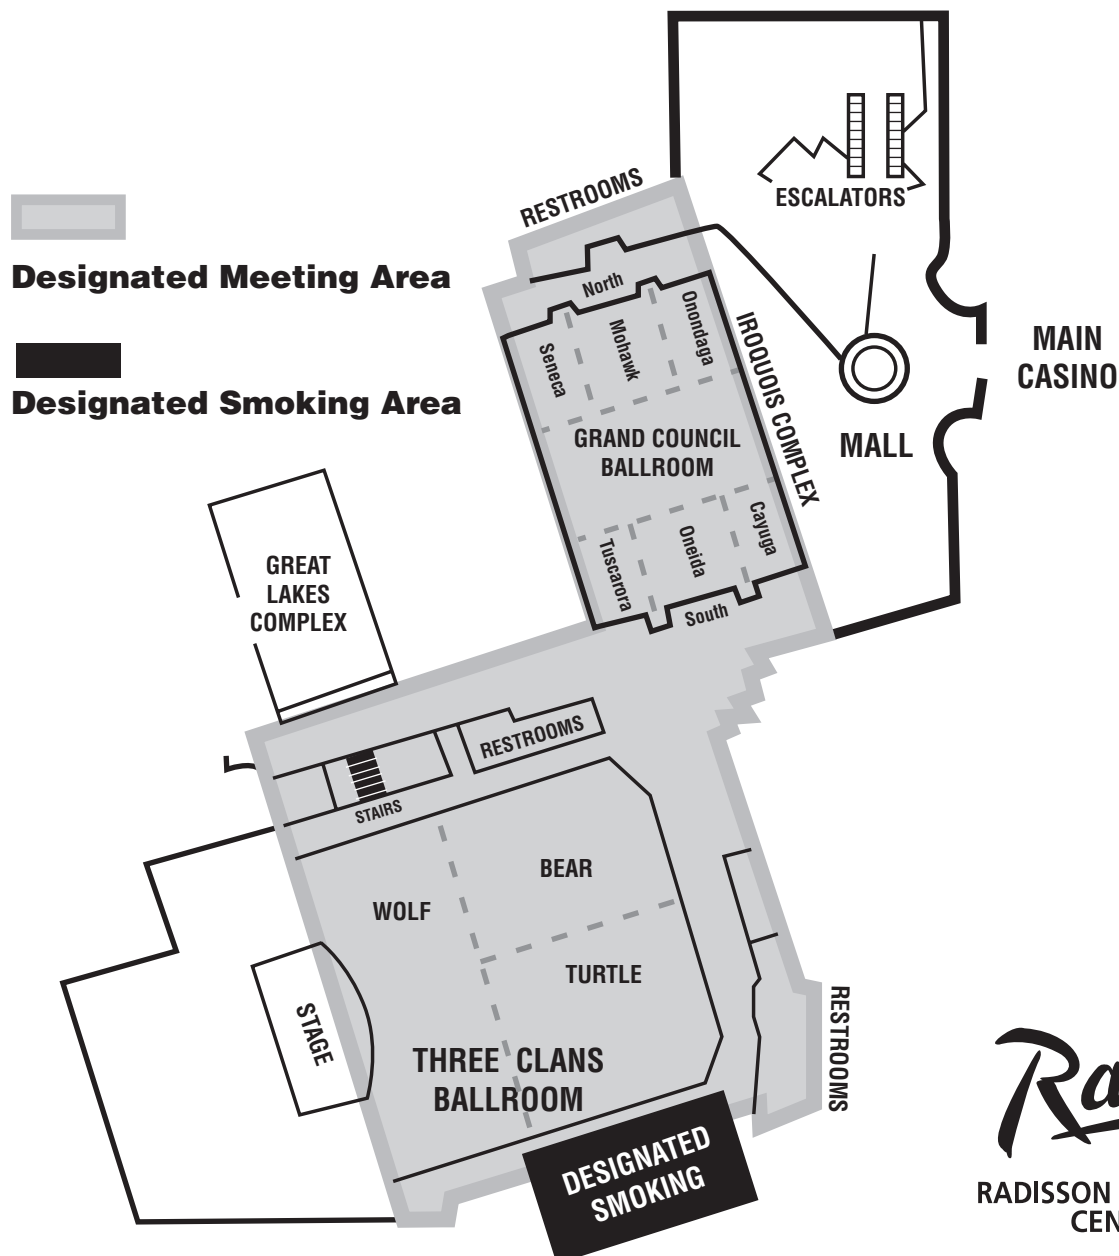 RESTROOMS
ESCALATORS
Designated Meeting Area
Designated Smoking Area
North
Seneca
Mohawk
Onondaga
IROQUOIS COMPLEX
MAIN
CASINO
MALL
GRAND COUNCIL
BALLROOM
Tuscarora
Oneida
Cayuga
South
GREAT
LAKES
COMPLEX
RESTROOMS
STAIRS
BEAR
WOLF
TURTLE
STAGE
THREE CLANS
BALLROOM
RESTROOMS
DESIGNATED
SMOKING
Ra
RADISSON
CEN